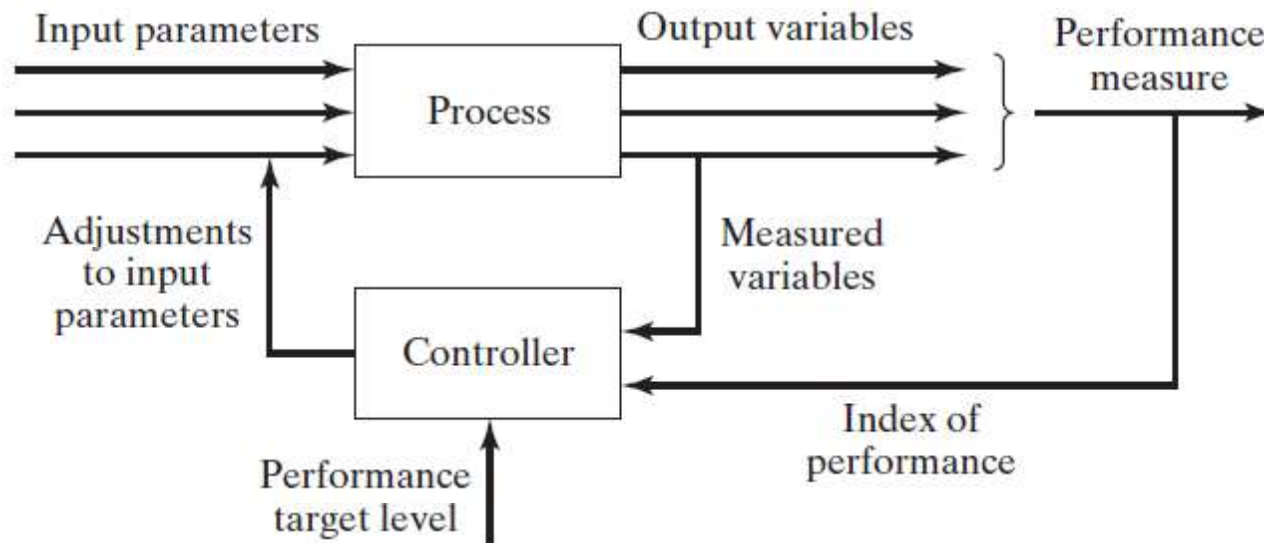 Input parameters
Output variables
Performance
measure
Process
Adjustments
to input
parameters
Measured
variables
Controller
Index of
performance
Performance
target level